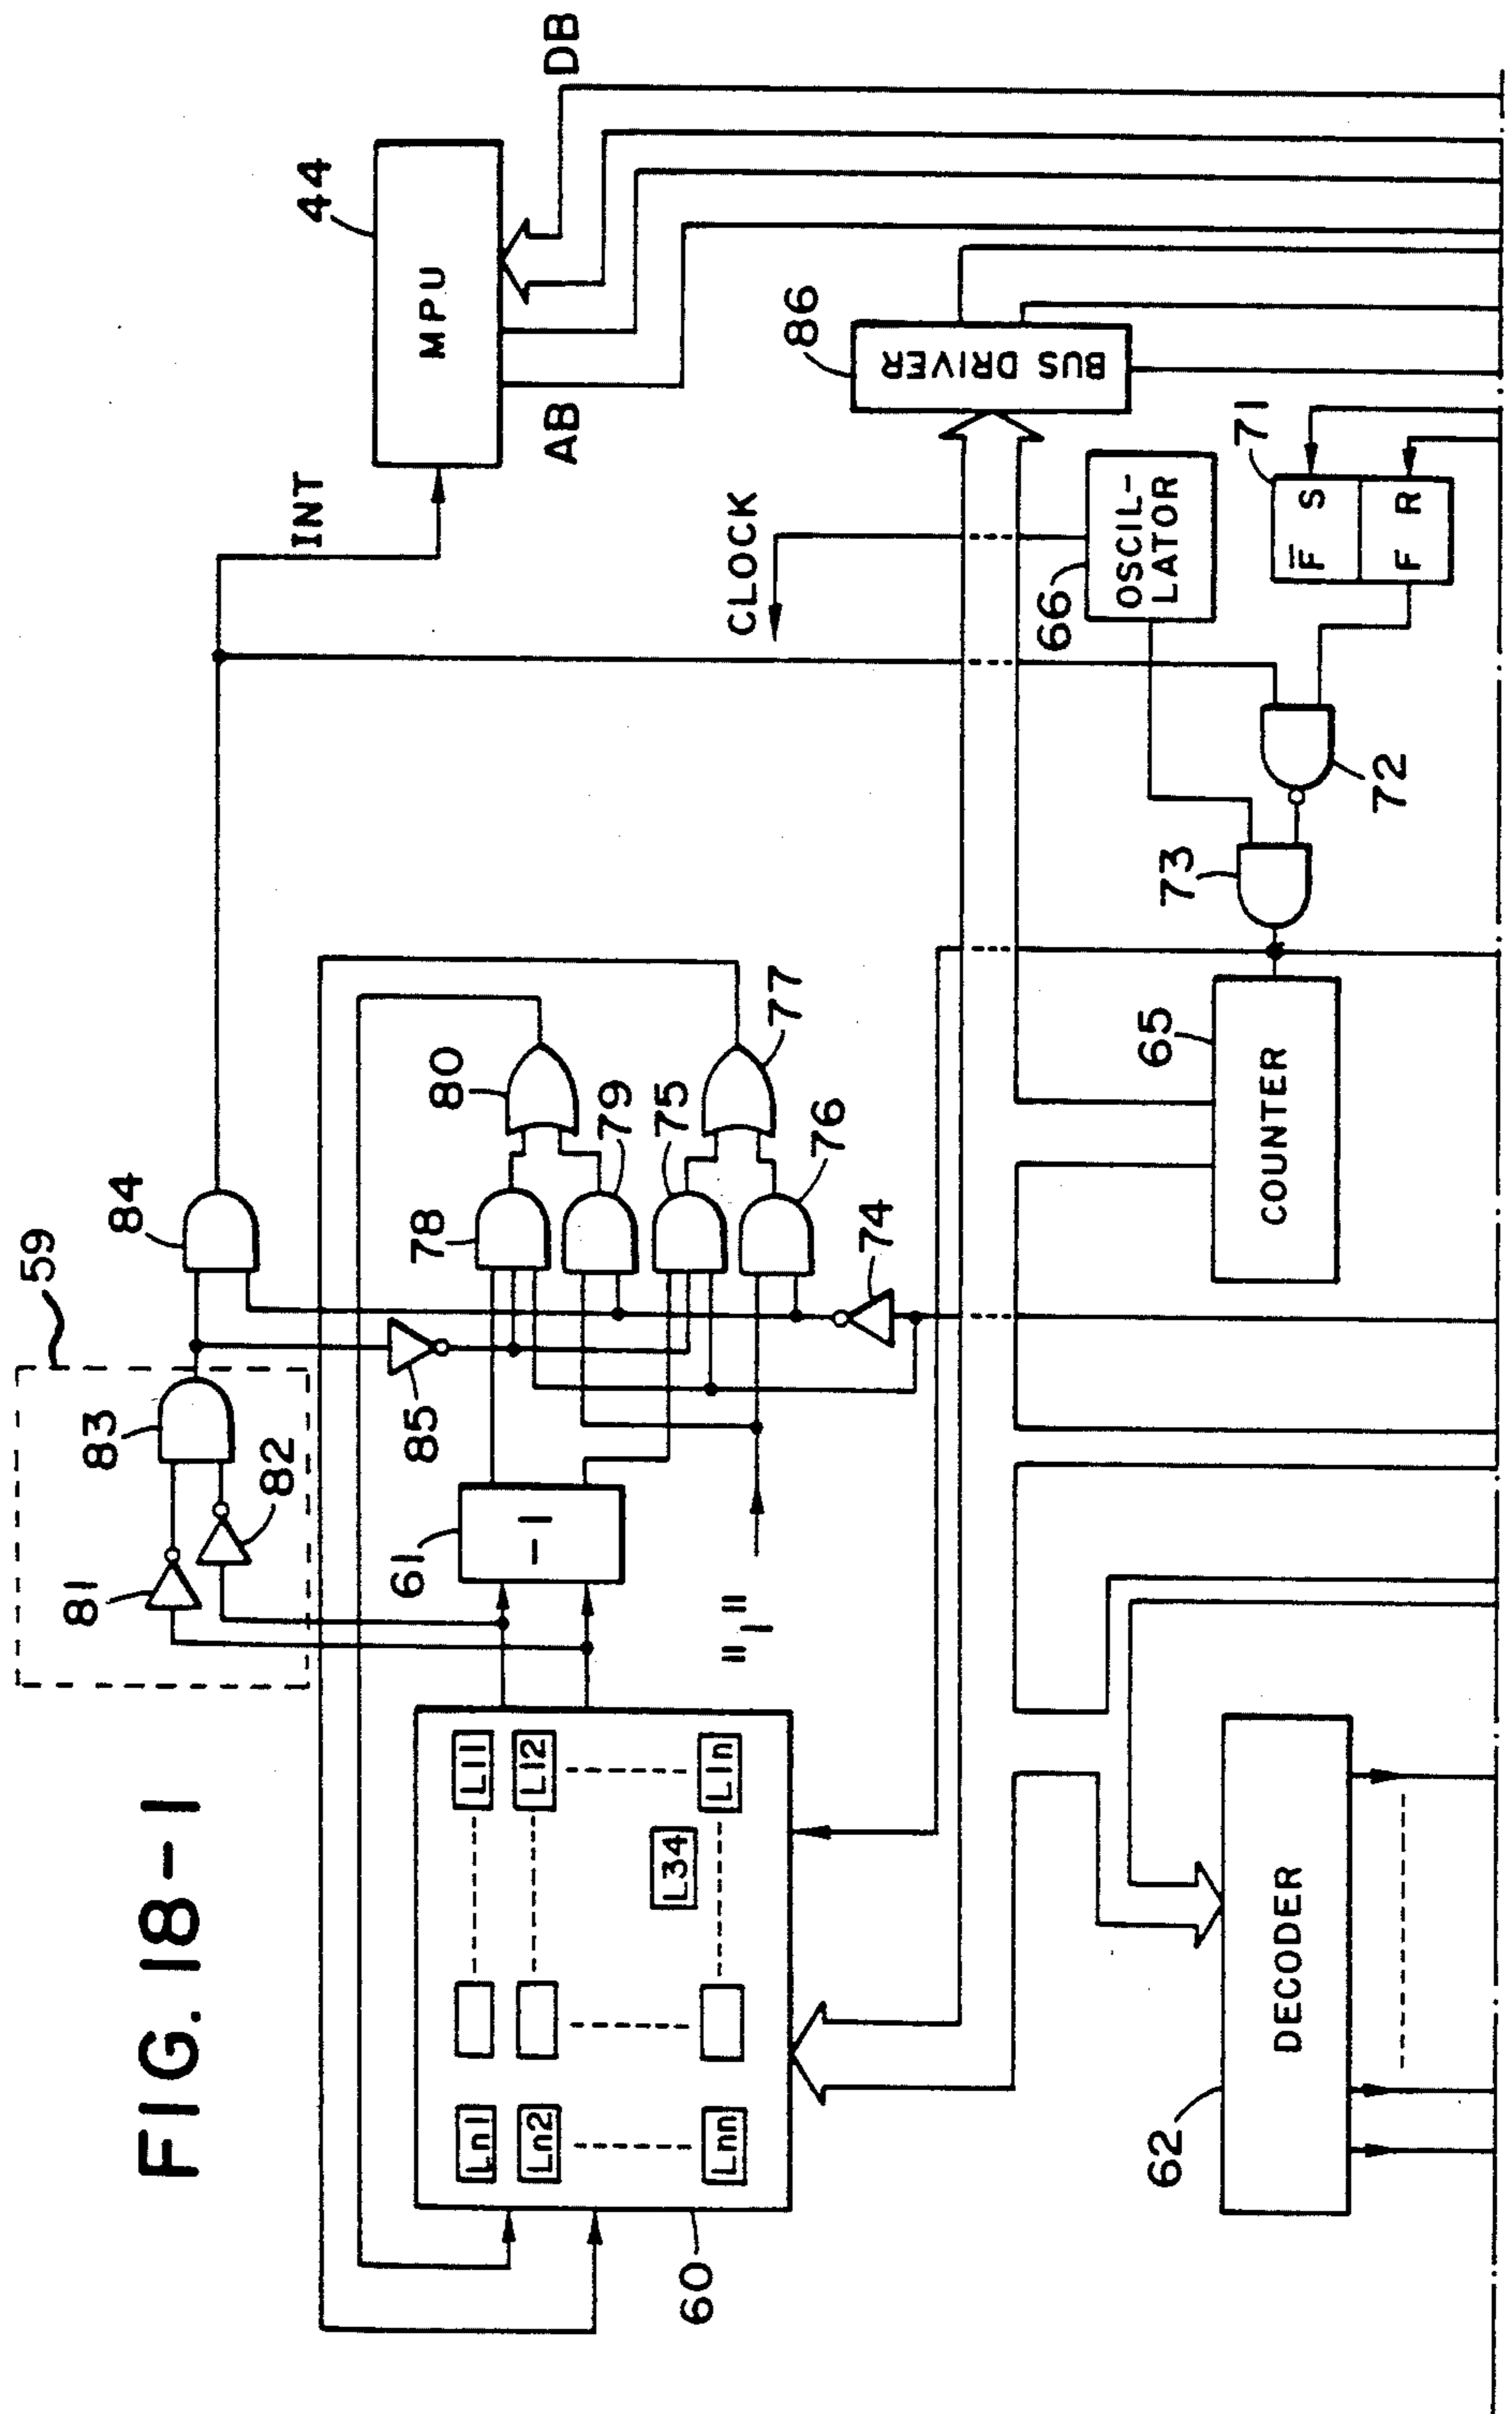 FIG. 18-1
59
81
82
83
84
85
61
-1
"1"
78
79
80
75
76
77
74
INT
44
MPU
AB
DB
CLOCK
86
BUS DRIVER
66
OSCIL-
LATOR
71
F̅ S
F R
72
73
65
COUNTER
60
Ln1
L11
Ln2
L12
L34
Lnn
L1n
62
DECODER